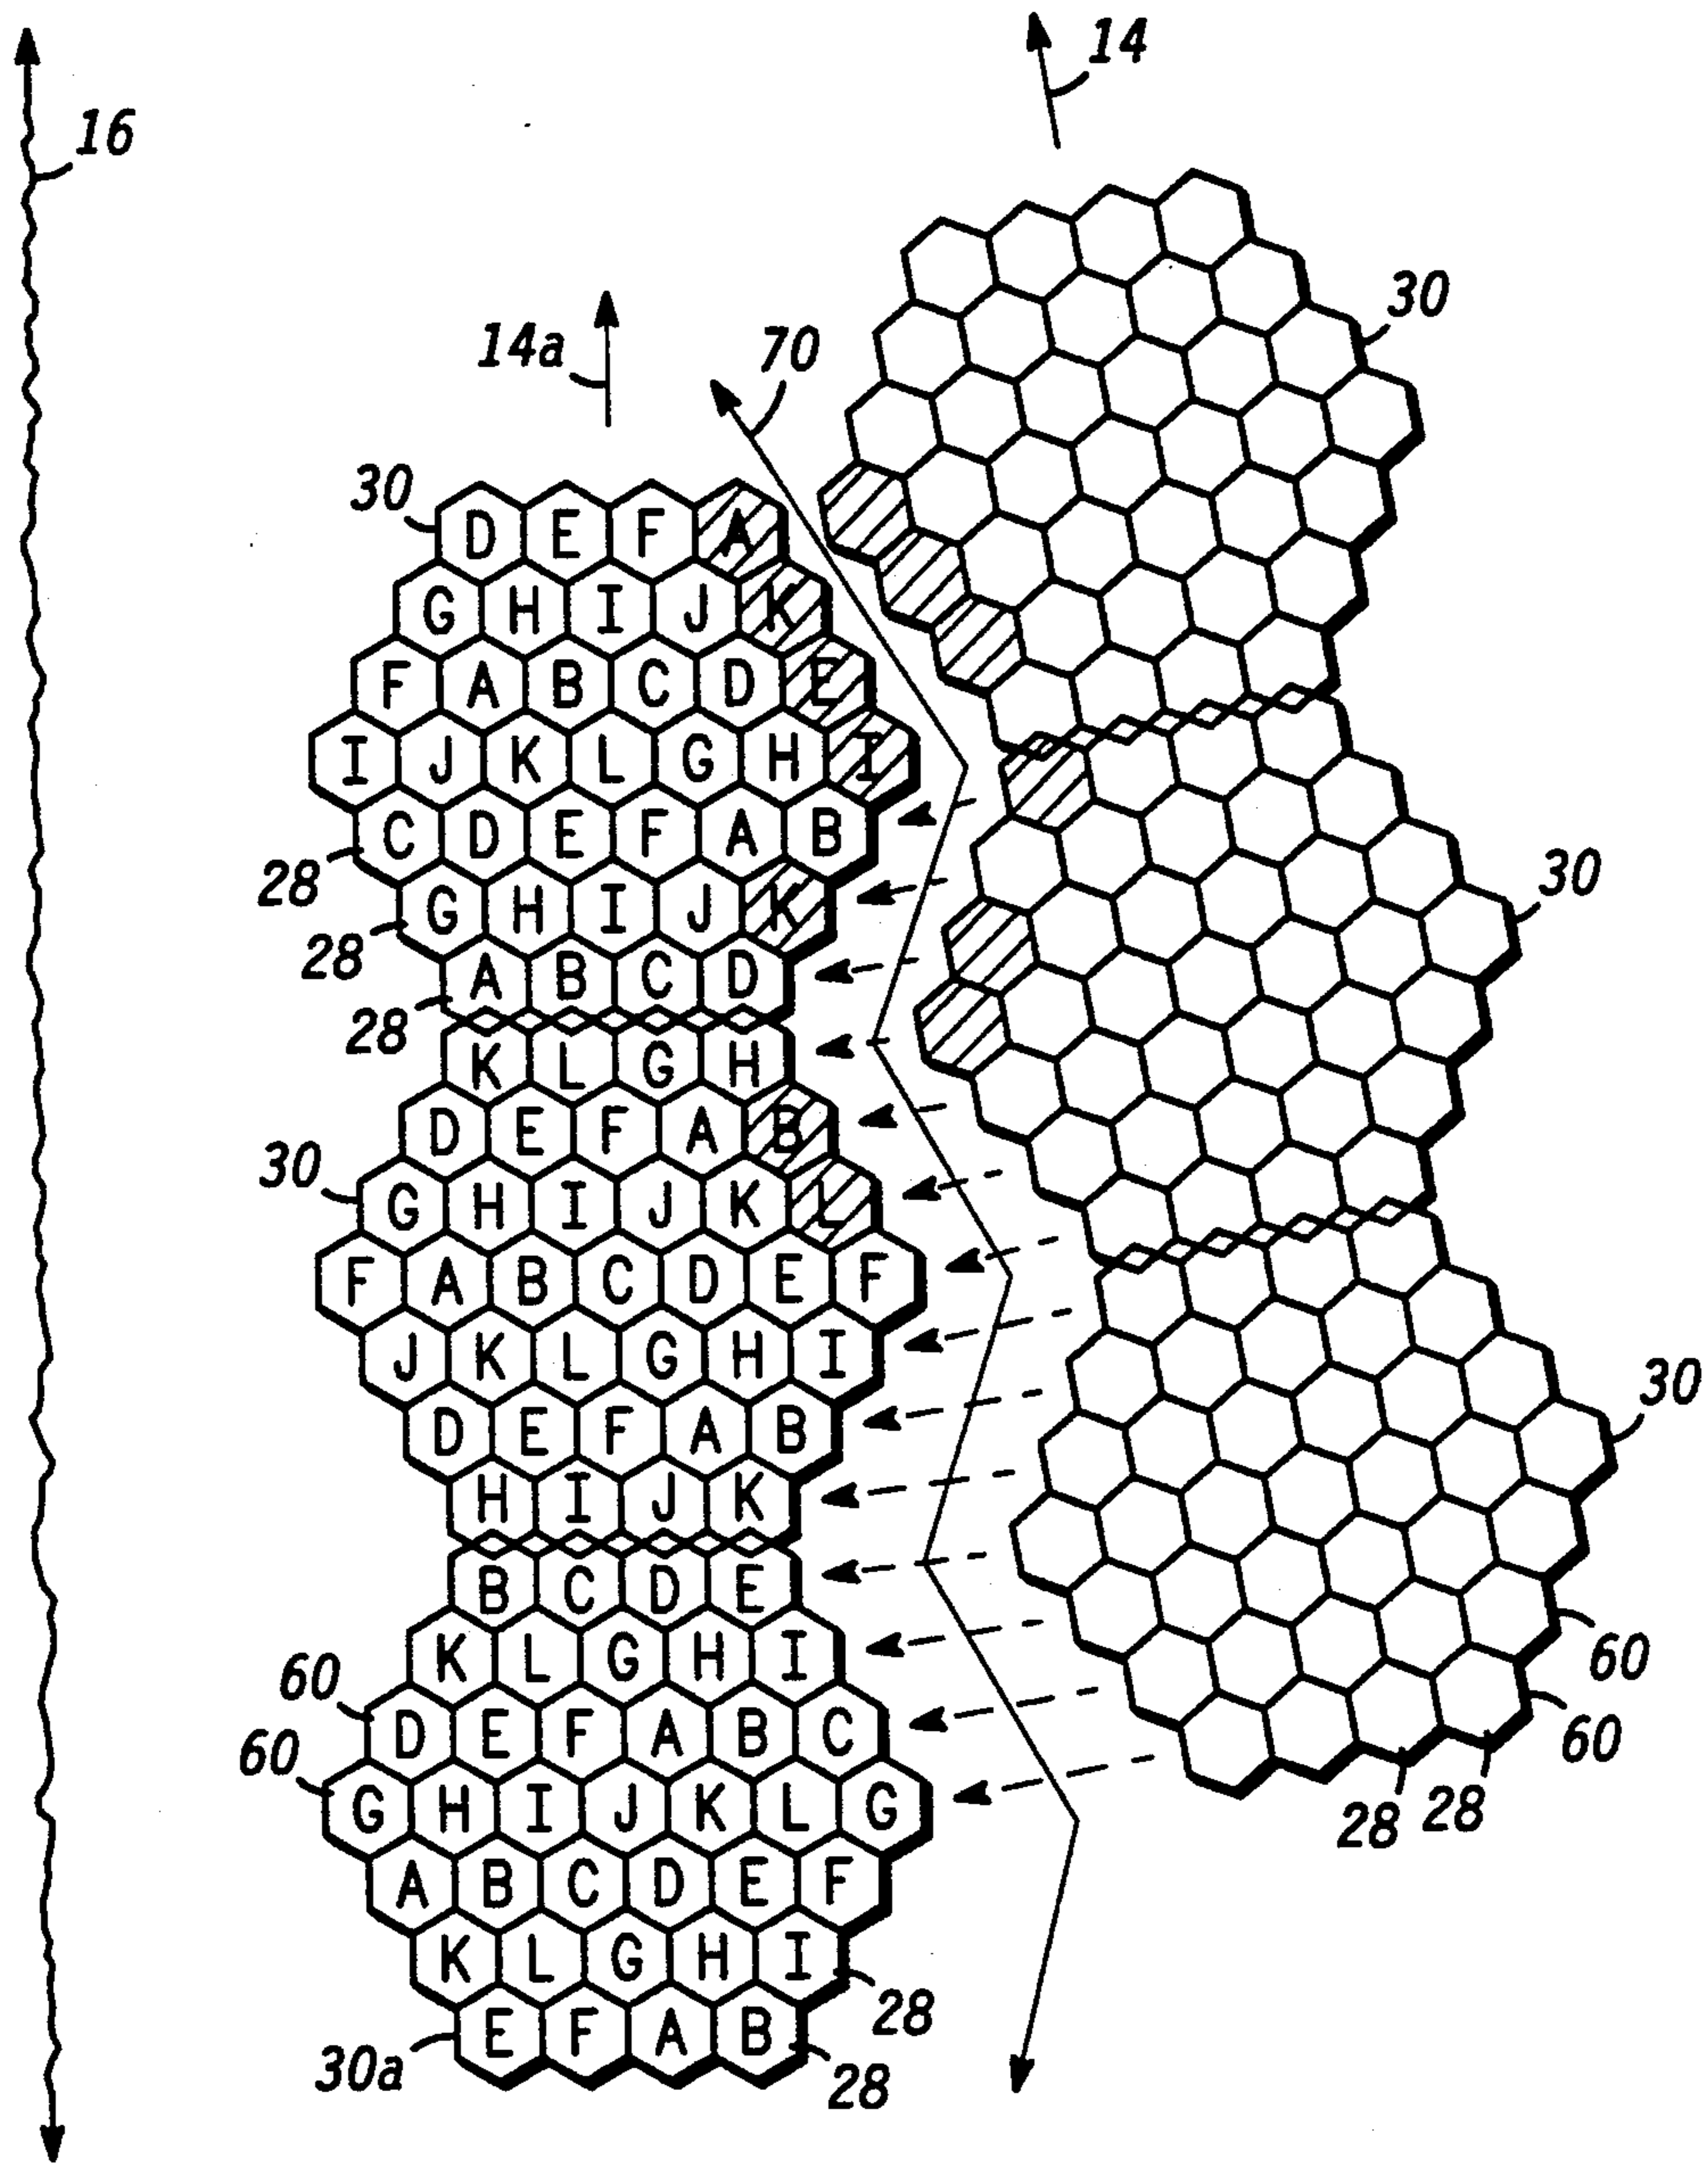 14
16
30
14a
70
30
D E F A
G H I J K
F A B C D E
I J K L G H I
C D E F A B
28
30
G H I J K
28
A B C D
28
K L G H
D E F A B
30
G H I J K L
F A B C D E F
J K L G H I
30
D E F A B
H I J K
B C D E
K L G H I
60
60
D E F A B C
60
60
G H I J K L G
28 28
A B C D E F
K L G H I
28
E F A B
30a
28